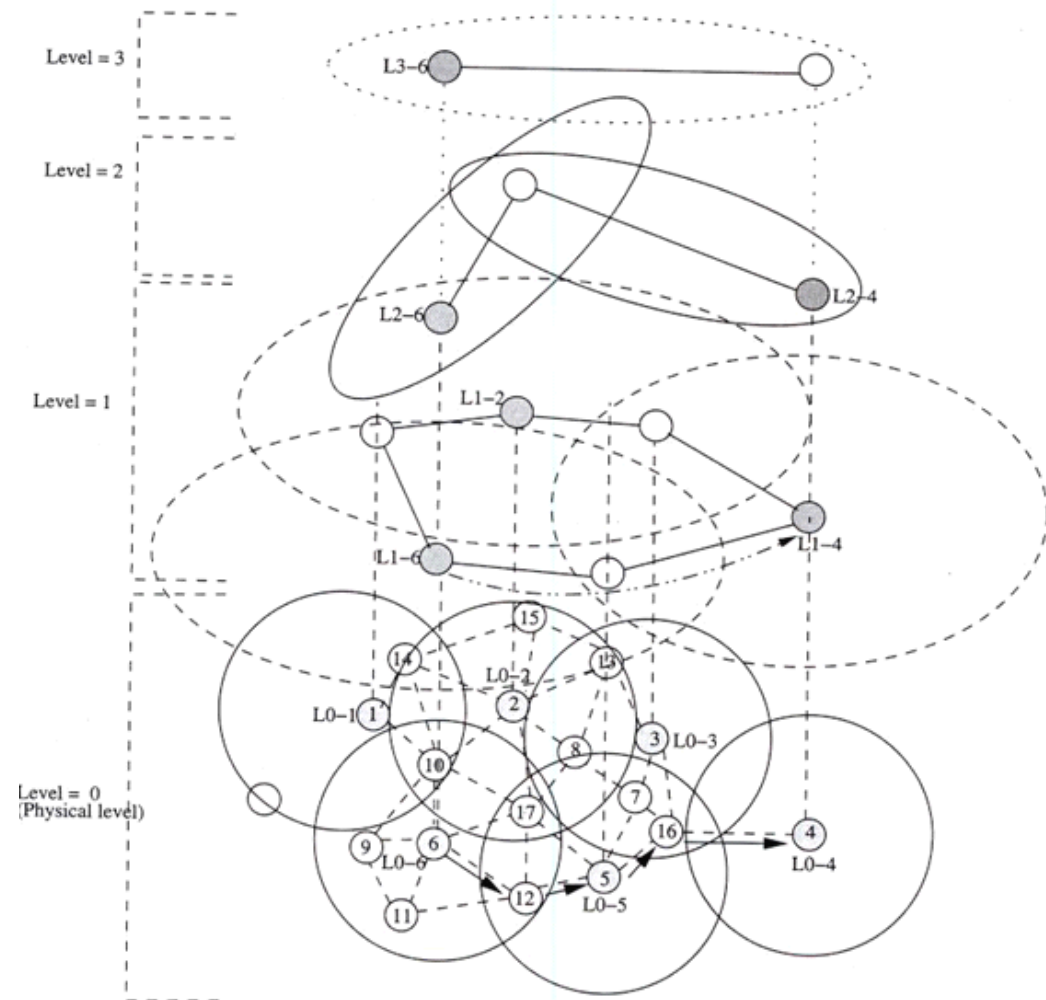 Level = 3
L3-6
Level = 2
L2-6
L2-4
Level = 1
L1-2
L1-6
L1-4
15
14
13
L0-2
2
L0-1
1
3
L0-3
8
10
Level = 0
(Physical level)
7
17
16
4
9
L0-6
6
L0-4
5
12
L0-5
11